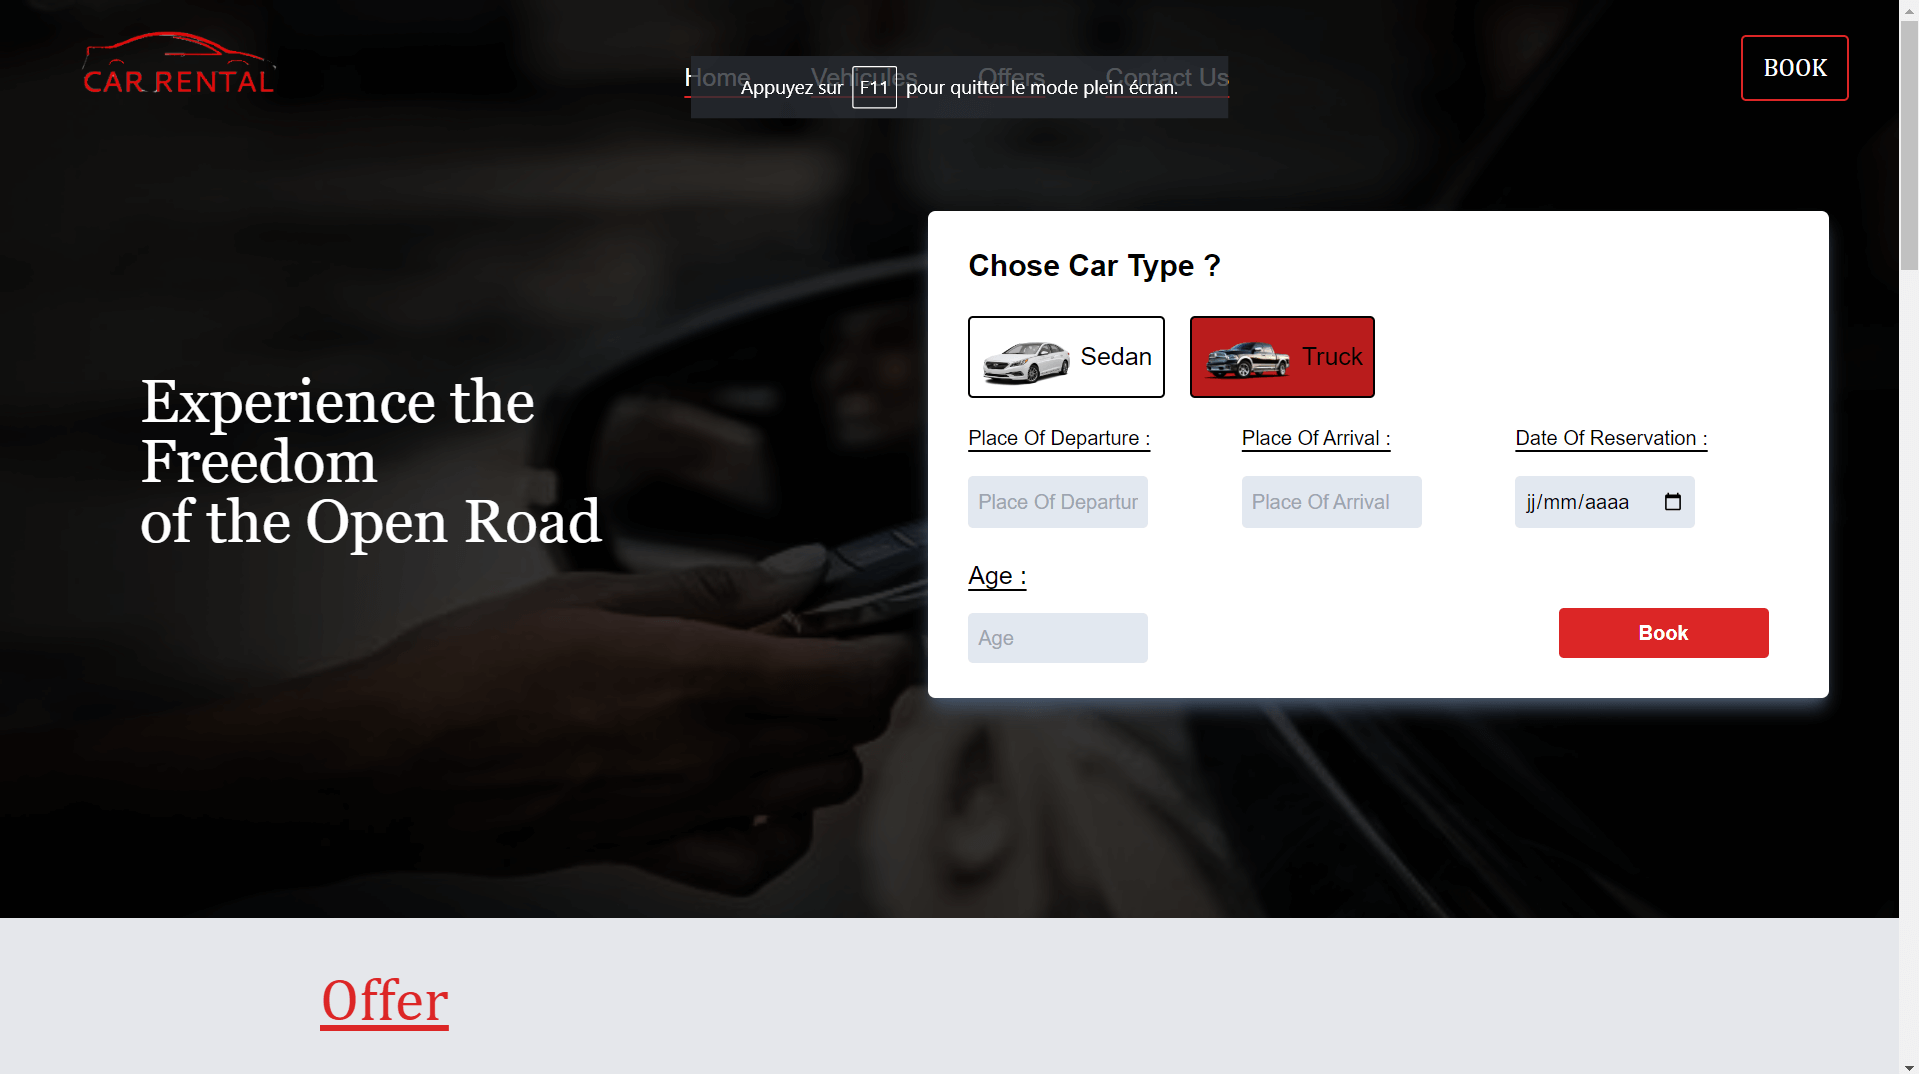 CAR RENTAL
Home Vehicules Offers Contact Us
Appuyez sur F11 pour quitter le mode plein écran.
BOOK
Experience the
Freedom
of the Open Road
Chose Car Type ?
Sedan
Truck
Place Of Departure :
Place Of Arrival :
Date Of Reservation :
Place Of Departur
Place Of Arrival
jj/mm/aaaa
Age :
Age
Book
Offer